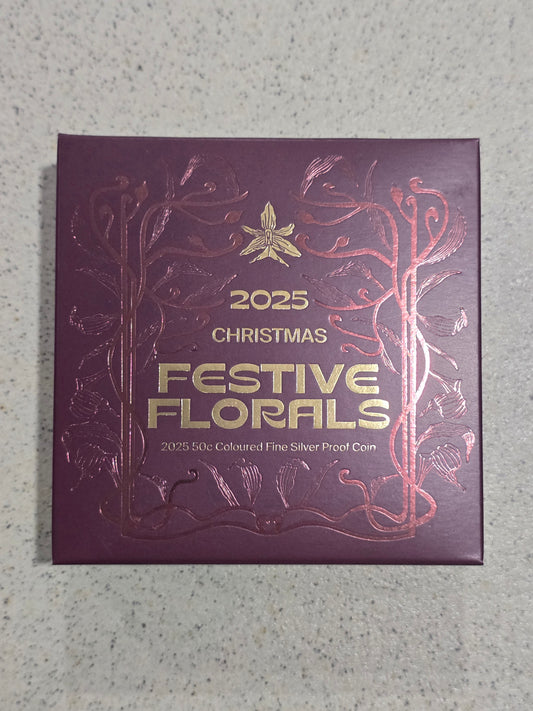 2025
CHRISTMAS
FESTIVE
FLORALS
2025 50c Coloured Fine Silver Proof Coin